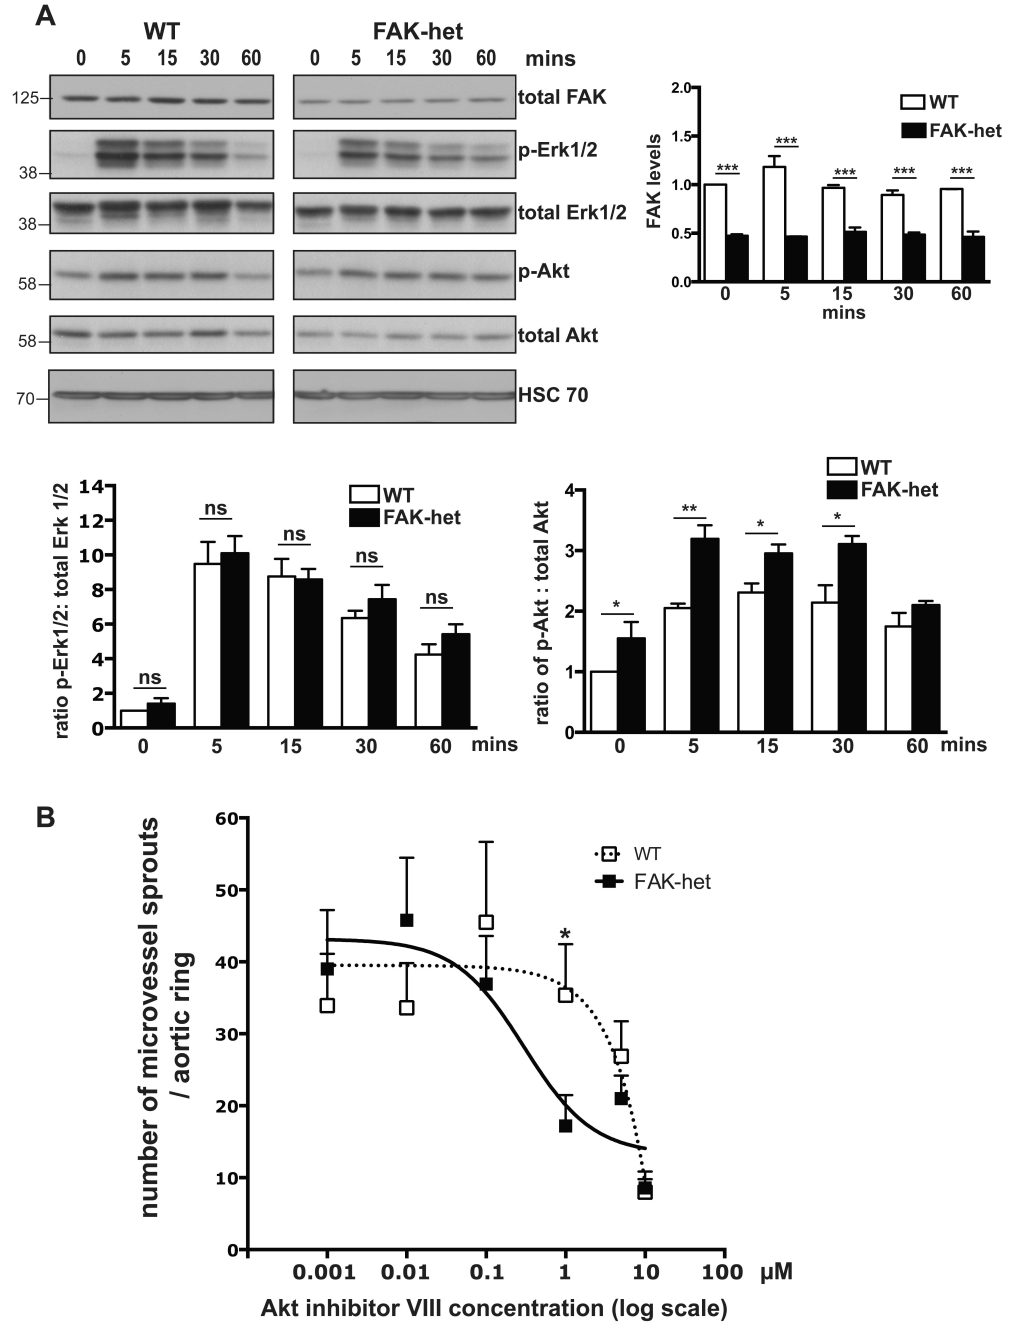 A
WT FAK-het
0 5 15 30 60 0 5 15 30 60 mins
125 total FAK
38 p-Erk1/2
38 total Erk1/2
58 p-Akt
58 total Akt
70 HSC 70
FAK levels
2.0
1.5
1.0
0.5
0.0
WT
FAK-het
*** *** *** *** ***
0 5 15 30 60
mins
ratio p-Erk1/2: total Erk 1/2
14
12
10
8
6
4
2
0
WT
FAK-het
ns ns ns ns ns
0 5 15 30 60 mins
ratio of p-Akt : total Akt
4
3
2
1
0
WT
FAK-het
* ** * *
0 5 15 30 60 mins
B
number of microvessel sprouts
/ aortic ring
60
50
40
30
20
10
0
WT
FAK-het
*
0.001 0.01 0.1 1 10 100 µM
Akt inhibitor VIII concentration (log scale)